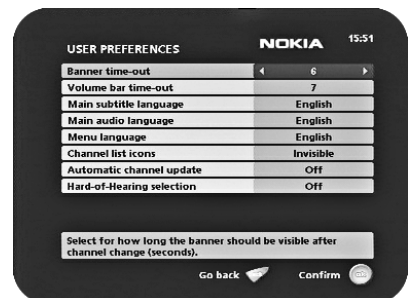 USER PREFERENCES
NOKIA
15:51
Banner time-out 6
Volume bar time-out 7
Main subtitle language English
Main audio language English
Menu language English
Channel list icons Invisible
Automatic channel update Off
Hard-of-Hearing selection Off
Select for how long the banner should be visible after
channel change (seconds).
Go back Confirm